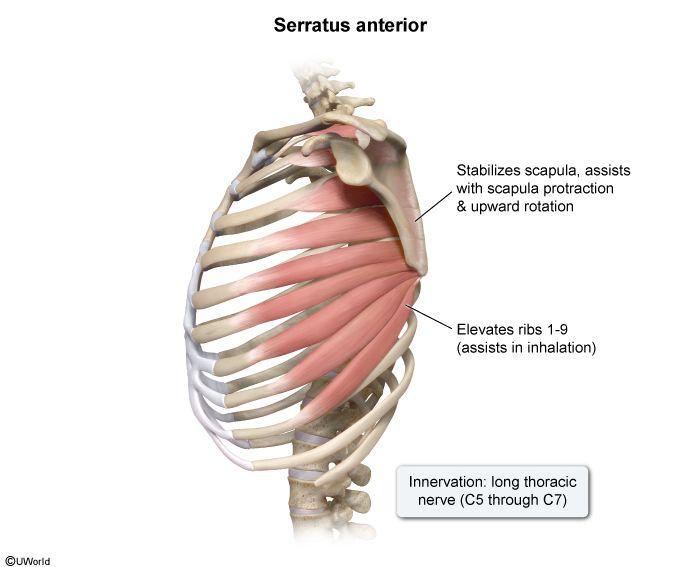 Serratus anterior
Stabilizes scapula, assists
with scapula protraction
& upward rotation
Elevates ribs 1-9
(assists in inhalation)
Innervation: long thoracic
nerve (C5 through C7)
©UWorld